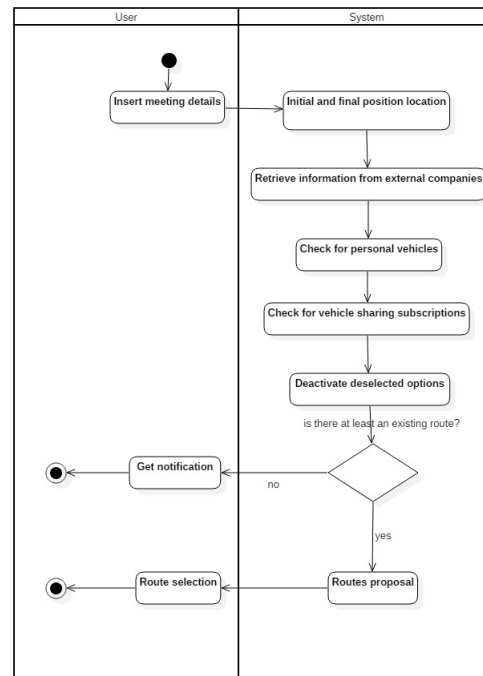 User
System
Insert meeting details
Initial and final position location
Retrieve information from external companies
Check for personal vehicles
Check for vehicle sharing subscriptions
Deactivate deselected options
is there at least an existing route?
Get notification
no
yes
Route selection
Routes proposal